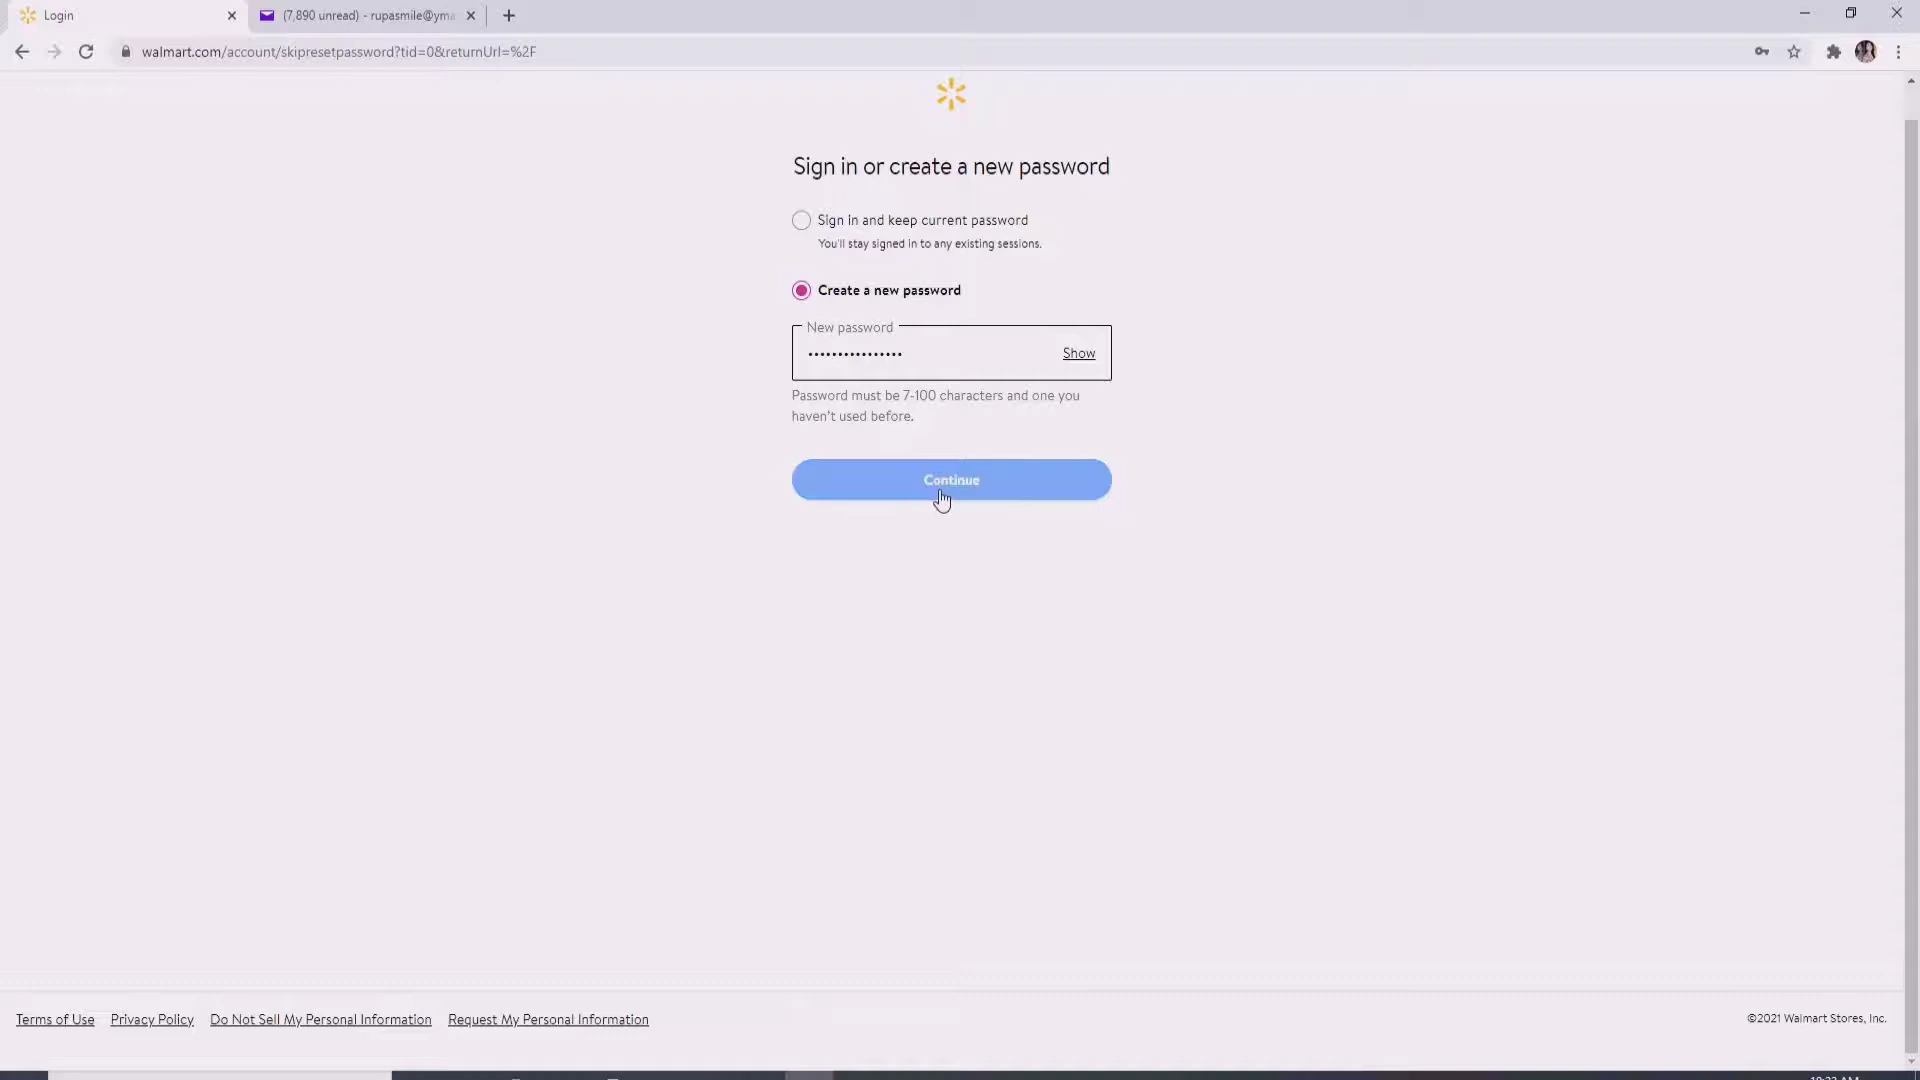 Login
(7,890 unread) - rupasmile@yma
walmart.com/account/skipresetpassword?tid=0&returnUrl=%2F
Sign in or create a new password
Sign in and keep current password
You'll stay signed in to any existing sessions.
Create a new password
New password
••••••••••••••••
Show
Password must be 7-100 characters and one you
haven't used before.
Continue
Terms of Use Privacy Policy Do Not Sell My Personal Information Request My Personal Information
©2021 Walmart Stores, Inc.